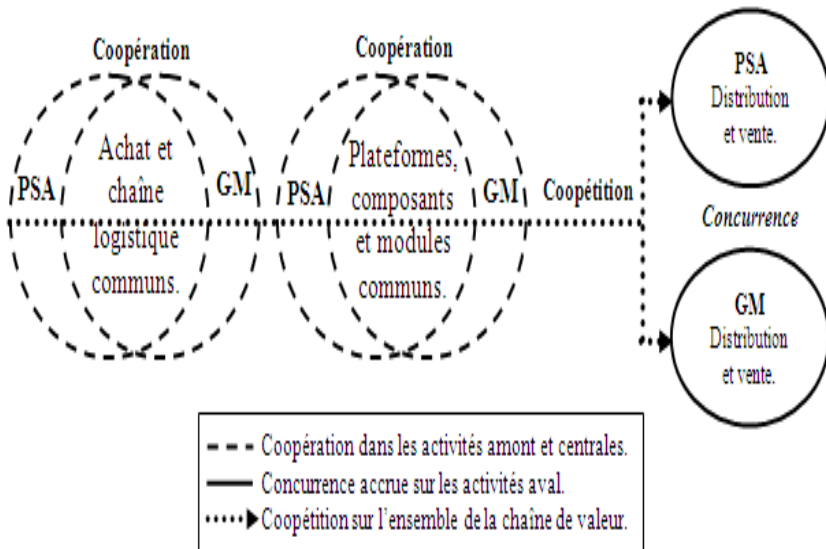 Coopération
Coopération
PSA
Achat et
chaîne
logistique
communs.
GM
PSA
Plateformes,
composants
et modules
communs.
GM
Coopétition
PSA
Distribution
et vente.
Concurrence
GM
Distribution
et vente.
Coopération dans les activités amont et centrales.
Concurrence accrue sur les activités aval.
Coopétition sur l'ensemble de la chaîne de valeur.